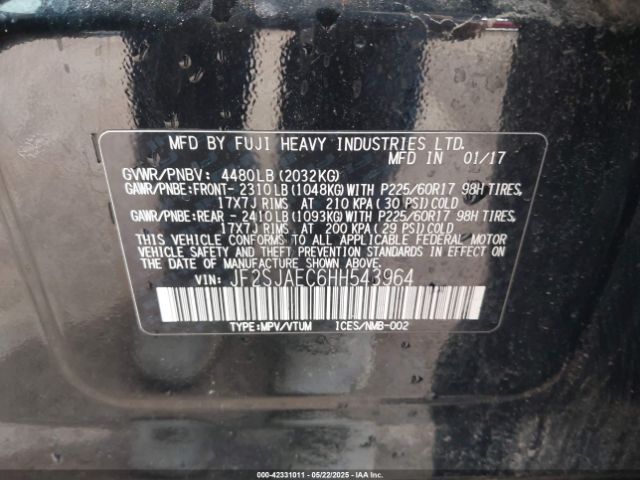 MFD BY FUJI HEAVY INDUSTRIES LTD.
MFD IN 01/17
GVWR/PNBV: 4480LB(2032KG)
GAWR/PNBE:FRONT- 2310LB(1048KG)WITH P225/60R17 98H TIRES,
17X7J RIMS AT 210 KPA(30 PSI)COLD
GAWR/PNBE:REAR - 2410LB(1093KG)WITH P225/60R17 98H TIRES,
17X7J RIMS AT 200 KPA(29 PSI)COLD
THIS VEHICLE CONFORMS TO ALL APPLICABLE FEDERAL MOTOR
VEHICLE SAFETY AND THEFT PREVENTION STANDARDS IN EFFECT
ON THE DATE OF MANUFACTURE SHOWN ABOVE.
VIN: JF2SJAEC6HH543964
TYPE:MPV/VTUM ICES/NMB-002
000-42331011 - 05/22/2025 - Copyright © IAA, LLC.